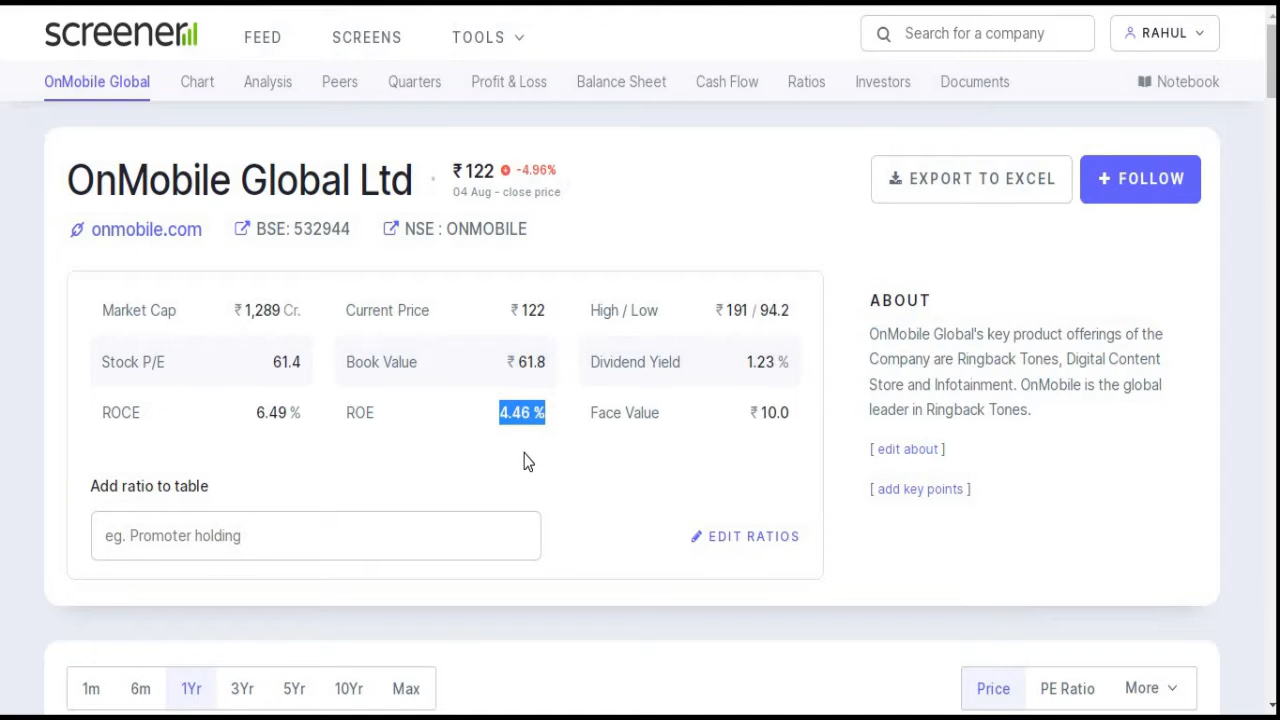 screener FEED SCREENS TOOLS Search for a company RAHUL
OnMobile Global Chart Analysis Peers Quarters Profit & Loss Balance Sheet Cash Flow Ratios Investors Documents Notebook
OnMobile Global Ltd ₹ 122 -4.96%
04 Aug - close price
EXPORT TO EXCEL + FOLLOW
onmobile.com BSE: 532944 NSE : ONMOBILE
Market Cap ₹ 1,289 Cr. Current Price ₹ 122 High / Low ₹ 191 / 94.2
Stock P/E 61.4 Book Value ₹ 61.8 Dividend Yield 1.23 %
ROCE 6.49 % ROE 4.46 % Face Value ₹ 10.0
Add ratio to table
eg. Promoter holding EDIT RATIOS
ABOUT
OnMobile Global's key product offerings of the
Company are Ringback Tones, Digital Content
Store and Infotainment. OnMobile is the global
leader in Ringback Tones.
[ edit about ]
[ add key points ]
1m 6m 1Yr 3Yr 5Yr 10Yr Max Price PE Ratio More